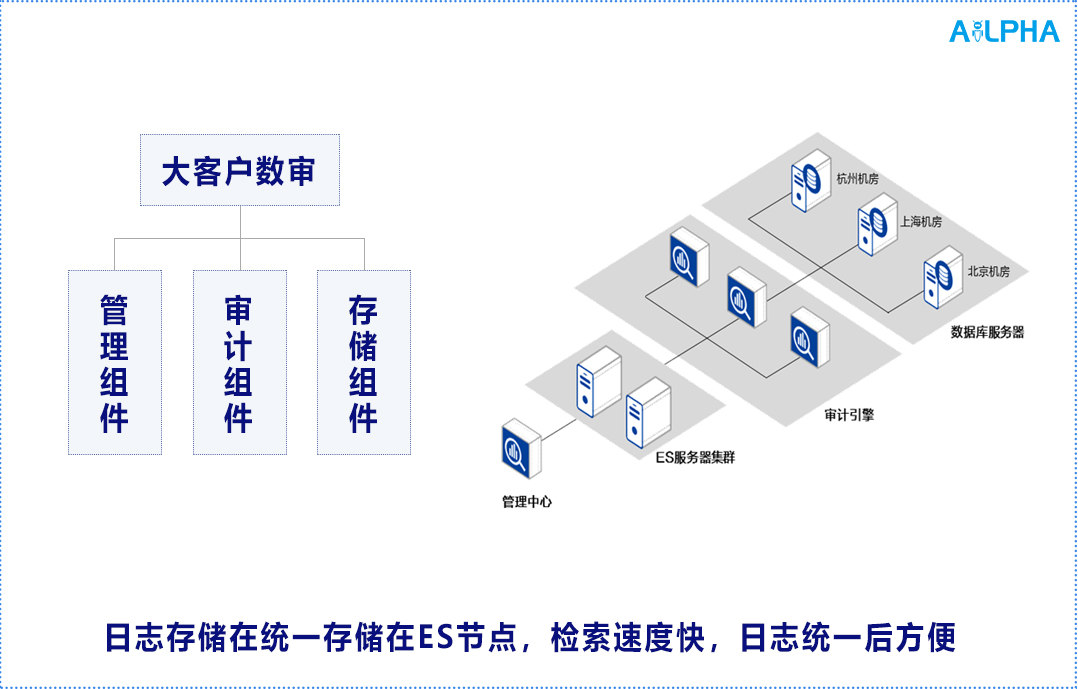 AiLPHA
大客户数审
管理组件
审计组件
存储组件
杭州机房
上海机房
北京机房
数据库服务器
审计引擎
ES服务器集群
管理中心
日志存储在统一存储在ES节点，检索速度快，日志统一后方便